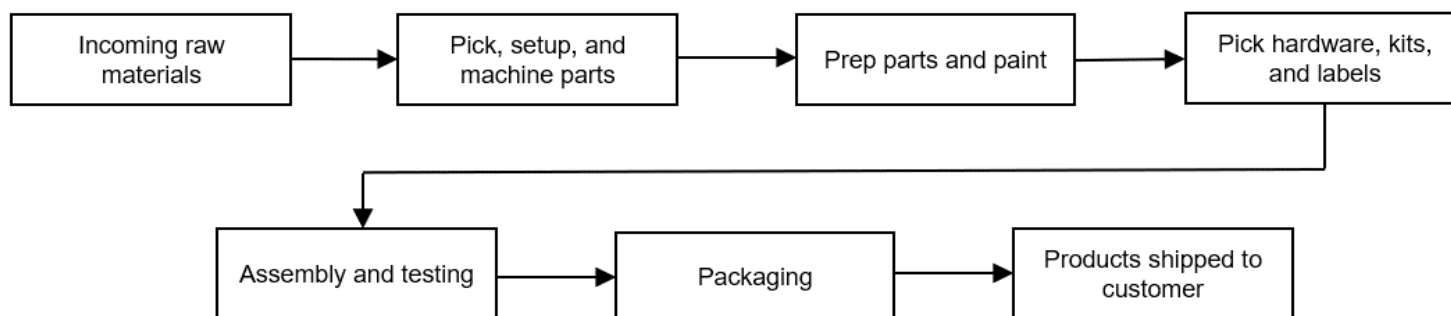 Incoming raw
materials
Pick, setup, and
machine parts
Prep parts and paint
Pick hardware, kits,
and labels
Assembly and testing
Packaging
Products shipped to
customer